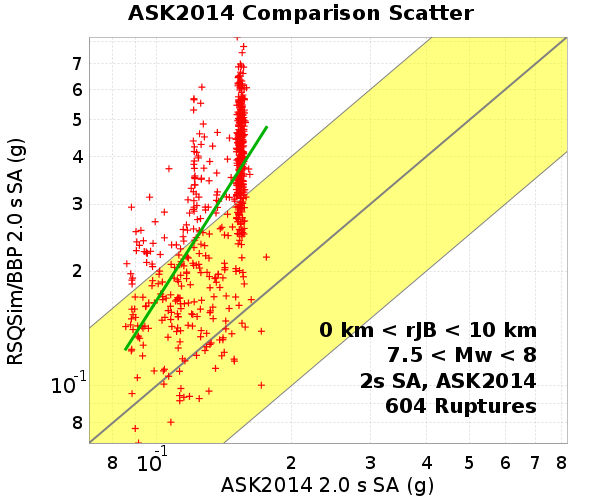 ASK2014 Comparison Scatter
RSQSim/BBP 2.0 s SA (g)
7
6
5
4
3
2
10-1
8
0 km < rJB < 10 km
7.5 < Mw < 8
2s SA, ASK2014
604 Ruptures
8 10-1 2 3 4 5 6 7 8
ASK2014 2.0 s SA (g)